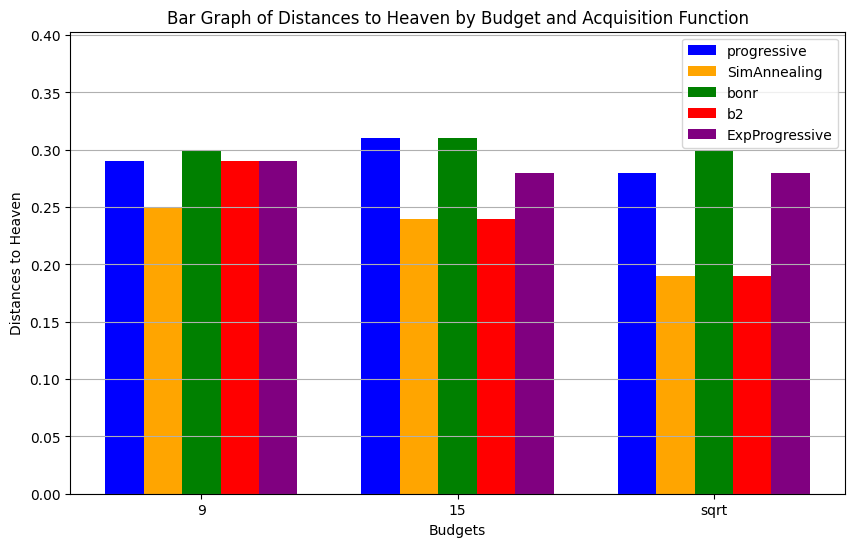 Bar Graph of Distances to Heaven by Budget and Acquisition Function
0.40
0.35
0.30
0.25
0.20
0.15
0.10
0.05
0.00
Distances to Heaven
progressive
SimAnnealing
bonr
b2
ExpProgressive
9
15
sqrt
Budgets